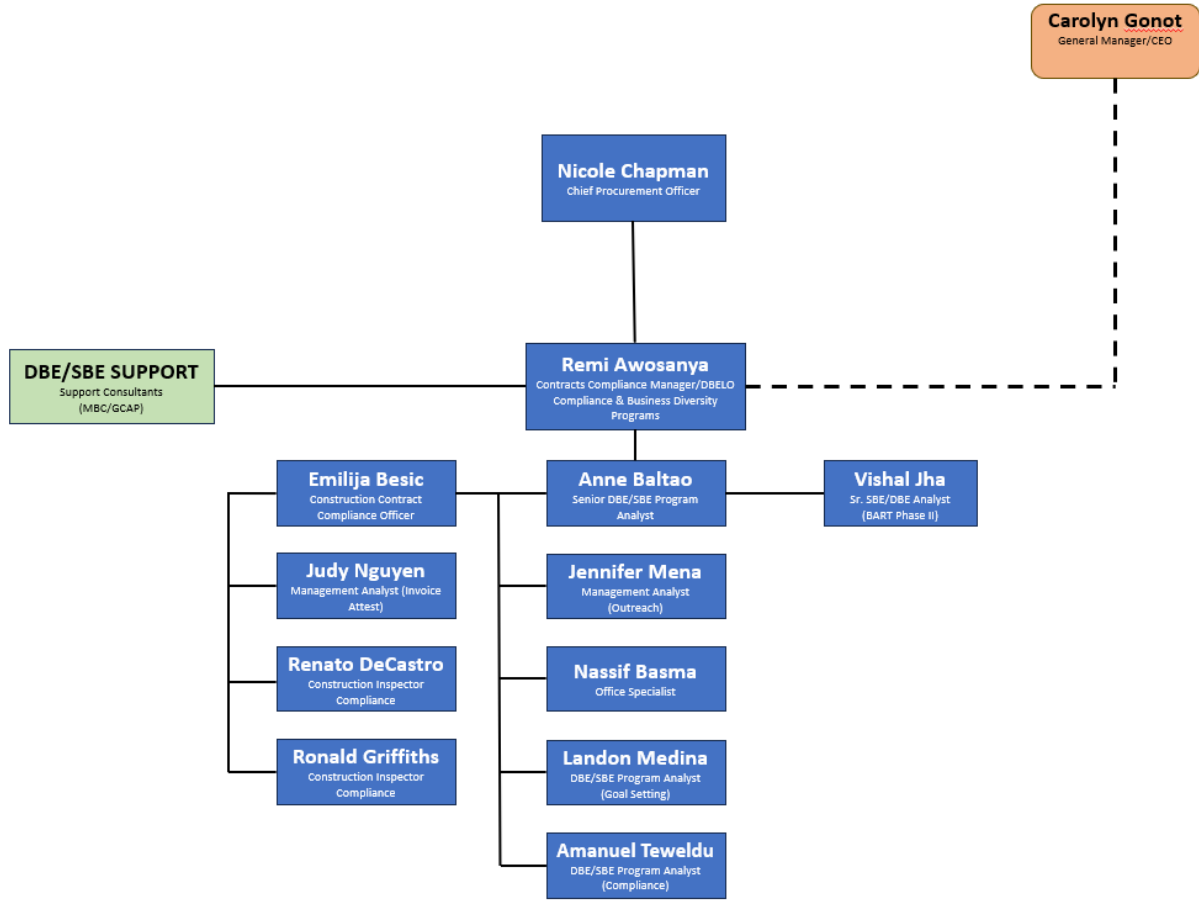 Carolyn Gonot
General Manager/CEO
Nicole Chapman
Chief Procurement Officer
DBE/SBE SUPPORT
Support Consultants
(MBC/GCAP)
Remi Awosanya
Contracts Compliance Manager/DBELO
Compliance & Business Diversity
Programs
Emilija Besic
Construction Contract
Compliance Officer
Anne Baltao
Senior DBE/SBE Program
Analyst
Vishal Jha
Sr. SBE/DBE Analyst
(BART Phase II)
Judy Nguyen
Management Analyst (Invoice
Attest)
Jennifer Mena
Management Analyst
(Outreach)
Renato DeCastro
Construction Inspector
Compliance
Nassif Basma
Office Specialist
Ronald Griffiths
Construction Inspector
Compliance
Landon Medina
DBE/SBE Program Analyst
(Goal Setting)
Amanuel Teweldu
DBE/SBE Program Analyst
(Compliance)